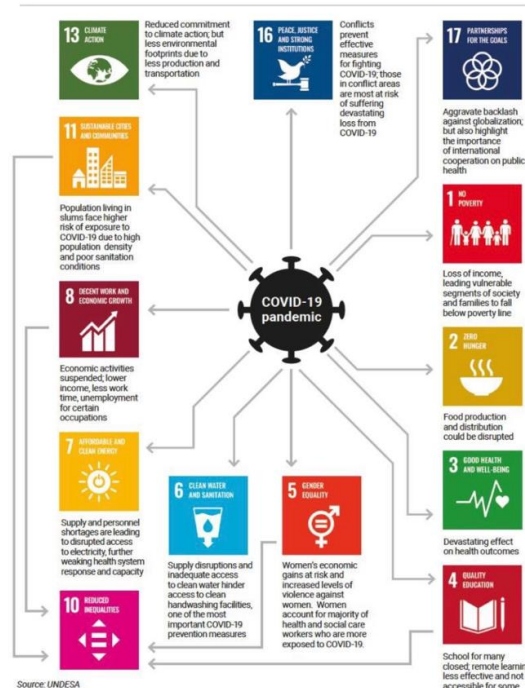 13 CLIMATE
ACTION
Reduced commitment
to climate action; but
less environmental
footprints due to
less production and
transportation
16 PEACE, JUSTICE
AND STRONG
INSTITUTIONS
Conflicts
prevent
effective
measures
for fighting
COVID-19; those
in conflict areas
are most at risk
of suffering
devastating
loss from
COVID-19
17 PARTNERSHIPS
FOR THE GOALS
Aggravate backlash
against globalization;
but also highlight
the importance
of international
cooperation on public
health
11 SUSTAINABLE CITIES
AND COMMUNITIES
Population living in
slums face higher
risk of exposure to
COVID-19 due to high
population density
and poor sanitation
conditions
1 NO
POVERTY
Loss of income,
leading vulnerable
segments of society
and families to fall
below poverty line
8 DECENT WORK AND
ECONOMIC GROWTH
Economic activities
suspended; lower
income, less work
time, unemployment
for certain
occupations
COVID-19
pandemic
2 ZERO
HUNGER
Food production
and distribution
could be disrupted
7 AFFORDABLE AND
CLEAN ENERGY
Supply and personnel
shortages are leading
to disrupted access
to electricity, further
weaking health system
response and capacity
6 CLEAN WATER
AND SANITATION
Supply disruptions and
inadequate access
to clean water hinder
access to clean
handwashing facilities,
one of the most
important COVID-19
prevention measures
5 GENDER
EQUALITY
Women's economic
gains at risk and
increased levels of
violence against
women. Women
account for majority of
health and social care
workers who are more
exposed to COVID-19.
3 GOOD HEALTH
AND WELL-BEING
Devastating effect
on health outcomes
4 QUALITY
EDUCATION
School for many
closed; remote learnin
less effective and not
accessible for some
10 REDUCED
INEQUALITIES
Source: UNDESA